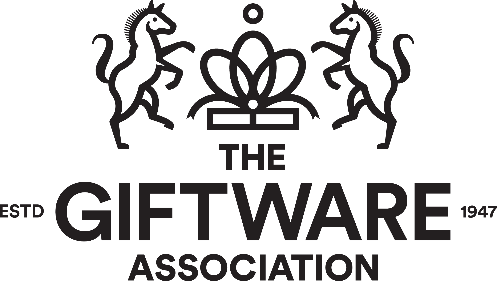 THE
ESTD GIFTWARE 1947
ASSOCIATION